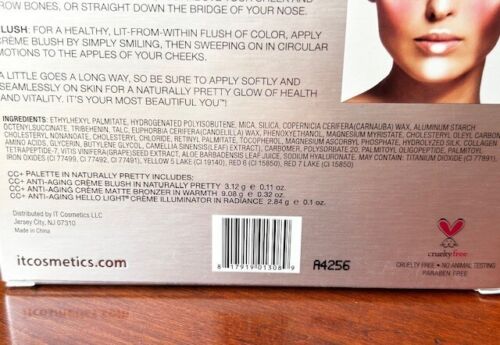 OW BONES, OR STRAIGHT DOWN THE BRIDGE OF YOUR NOSE.
LUSH: FOR A HEALTHY, LIT-FROM-WITHIN FLUSH OF COLOR, APPLY
CRÈME BLUSH BY SIMPLY SMILING, THEN SWEEPING ON IN CIRCULAR
MOTIONS TO THE APPLES OF YOUR CHEEKS.
A LITTLE GOES A LONG WAY, SO BE SURE TO APPLY SOFTLY AND
SEAMLESSLY ON SKIN FOR A NATURALLY PRETTY GLOW OF HEALTH
AND VITALITY. IT'S YOUR MOST BEAUTIFUL YOU™!
INGREDIENTS: ETHYLHEXYL PALMITATE, HYDROGENATED POLYISOBUTENE, MICA, SILICA, COPERNICIA CERIFERA(CARNAUBA) WAX, ALUMINUM STARCH
OCTENYLSUCCINATE, TRIBEHENIN, TALC, EUPHORBIA CERIFERA(CANDELILLA) WAX, PHENOXYETHANOL, MAGNESIUM MYRISTATE, CHOLESTERYL OLEYL CARBON
CHOLESTERYL NONANOATE, CHOLESTERYL CHLORIDE, RETINYL PALMITATE, TOCOPHEROL, MAGNESIUM ASCORBYL PHOSPHATE, HYDROLYZED SILK, COLLAGEN
AMINO ACIDS, GLYCERIN, BUTYLENE GLYCOL, CAMELLIA SINENSIS(LEAF) EXTRACT, CARBOMER, POLYSORBATE 20, PALMITOYL OLIGOPEPTIDE, PALMITOYL
TETRAPEPTIDE-7, VITIS VINIFERA(GRAPE)SEED EXTRACT, ALOE BARBADENSIS LEAF JUICE, SODIUM HYALURONATE. MAY CONTAIN: TITANIUM DIOXIDE (CI 77891)
IRON OXIDES (CI 77499, CI 77492, CI 77491), YELLOW 5 LAKE (CI 19140), RED 6 (CI 15850), RED 7 LAKE (CI 15850)
CC+ PALETTE IN NATURALLY PRETTY INCLUDES:
CC+ ANTI-AGING CRÈME BLUSH IN NATURALLY PRETTY 3.12 g ℮ 0.11 oz.
CC+ ANTI-AGING CRÈME MATTE BRONZER IN WARMTH 9.08 g ℮ 0.32 oz.
CC+ ANTI-AGING HELLO LIGHT™ CRÈME ILLUMINATOR IN RADIANCE 2.84 g ℮ 0.1 oz.
Distributed by IT Cosmetics LLC
Jersey City, NJ 07310
Made in China
itcosmetics.com
8 17919 01308 9
A4256
crueltyfree
CRUELTY FREE • NO ANIMAL TESTING
PARABEN FREE